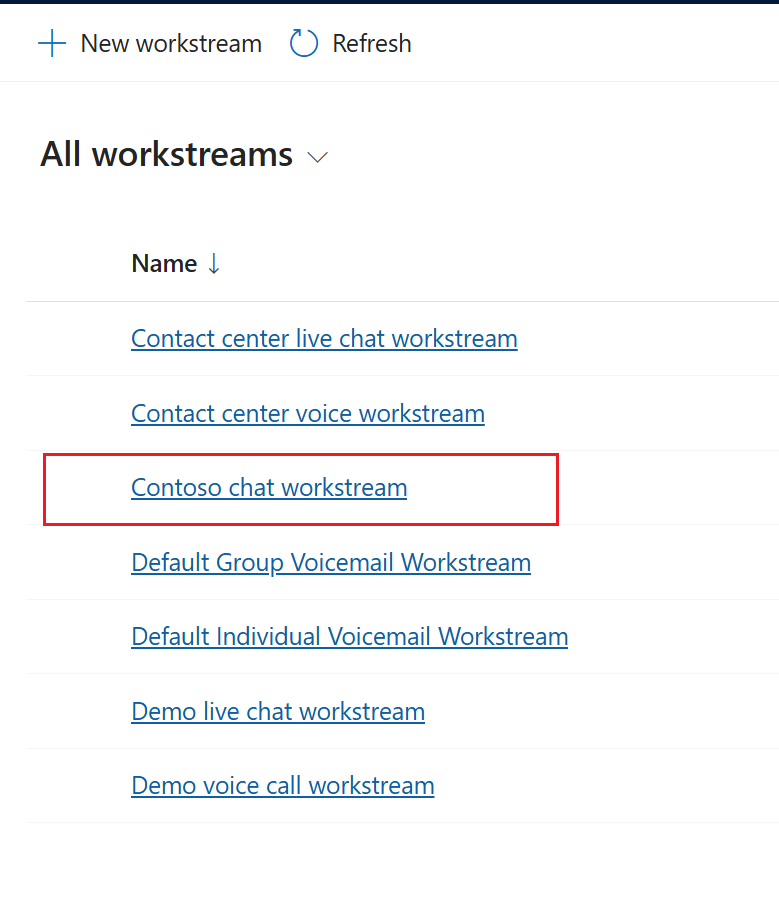 New workstream Refresh
All workstreams
Name
Contact center live chat workstream
Contact center voice workstream
Contoso chat workstream
Default Group Voicemail Workstream
Default Individual Voicemail Workstream
Demo live chat workstream
Demo voice call workstream